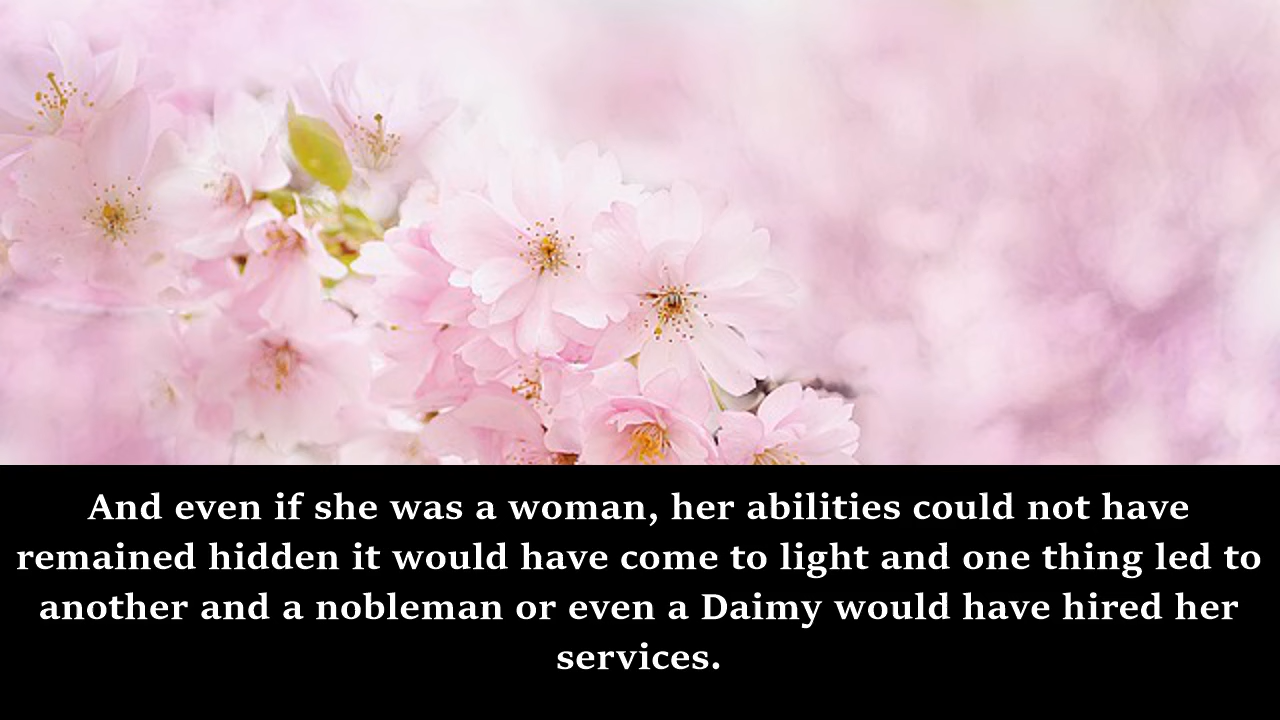 And even if she was a woman, her abilities could not have
remained hidden it would have come to light and one thing led to
another and a nobleman or even a Daimy would have hired her
services.